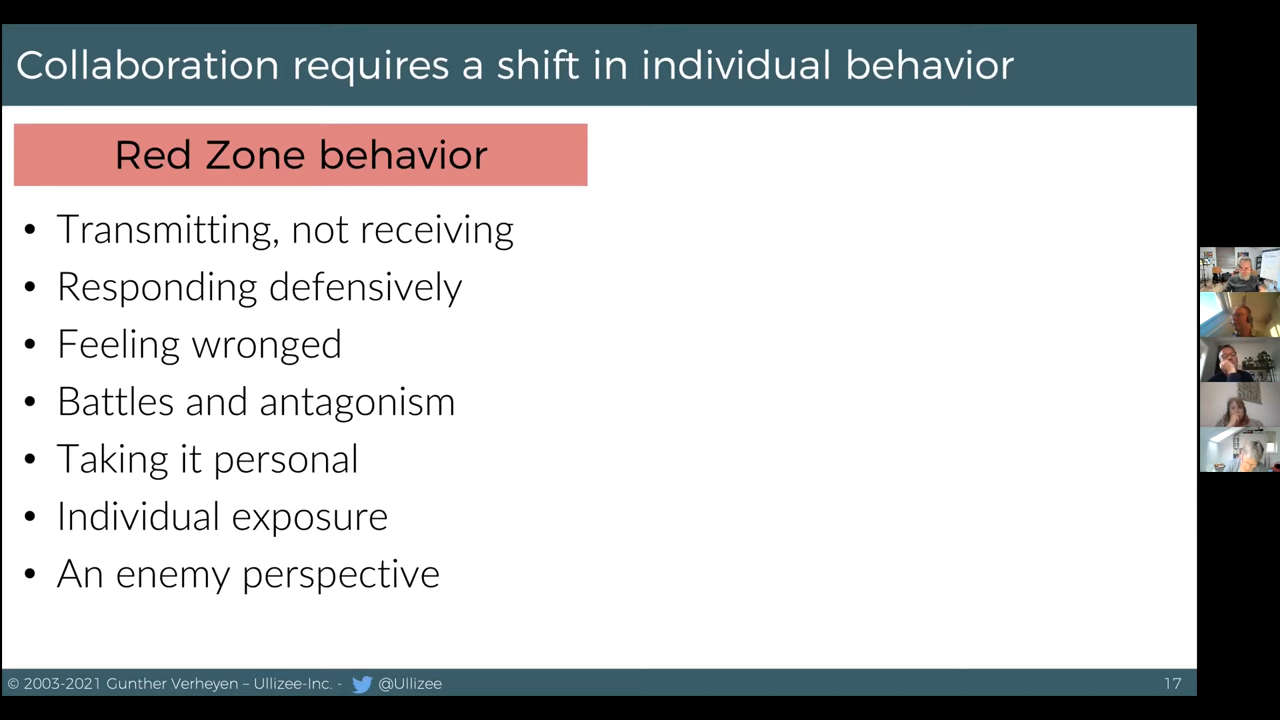 Collaboration requires a shift in individual behavior
Red Zone behavior
• Transmitting, not receiving
• Responding defensively
• Feeling wronged
• Battles and antagonism
• Taking it personal
• Individual exposure
• An enemy perspective
© 2003-2021 Gunther Verheyen – Ullizee-Inc. - @Ullizee
17